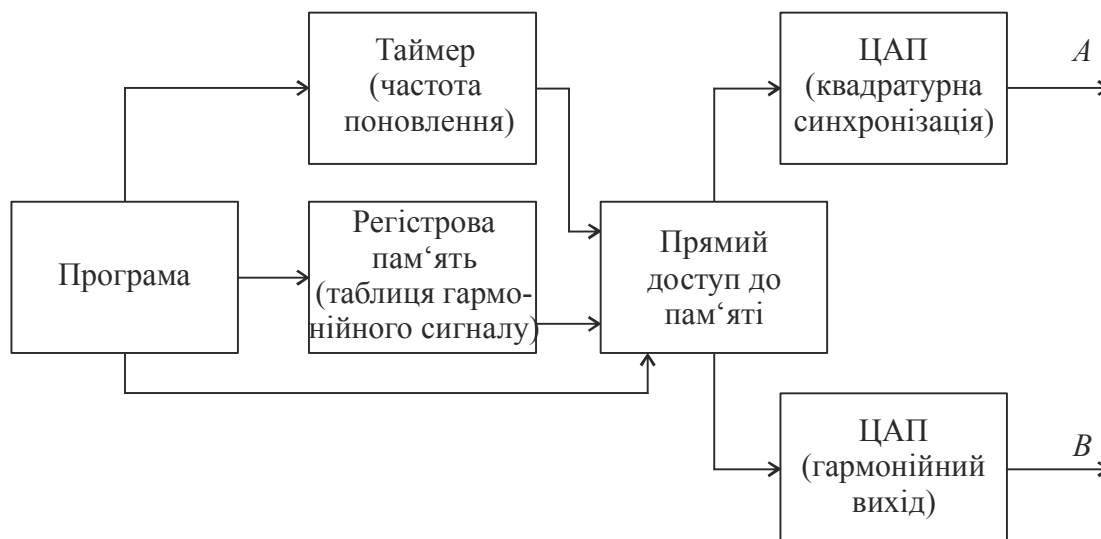 Таймер
(частота
поновлення)
ЦАП
(квадратурна
синхронізація)
A
Програма
Регістрова
пам‘ять
(таблиця гармо-
нійного сигналу)
Прямий
доступ до
пам‘яті
ЦАП
(гармонійний
вихід)
B